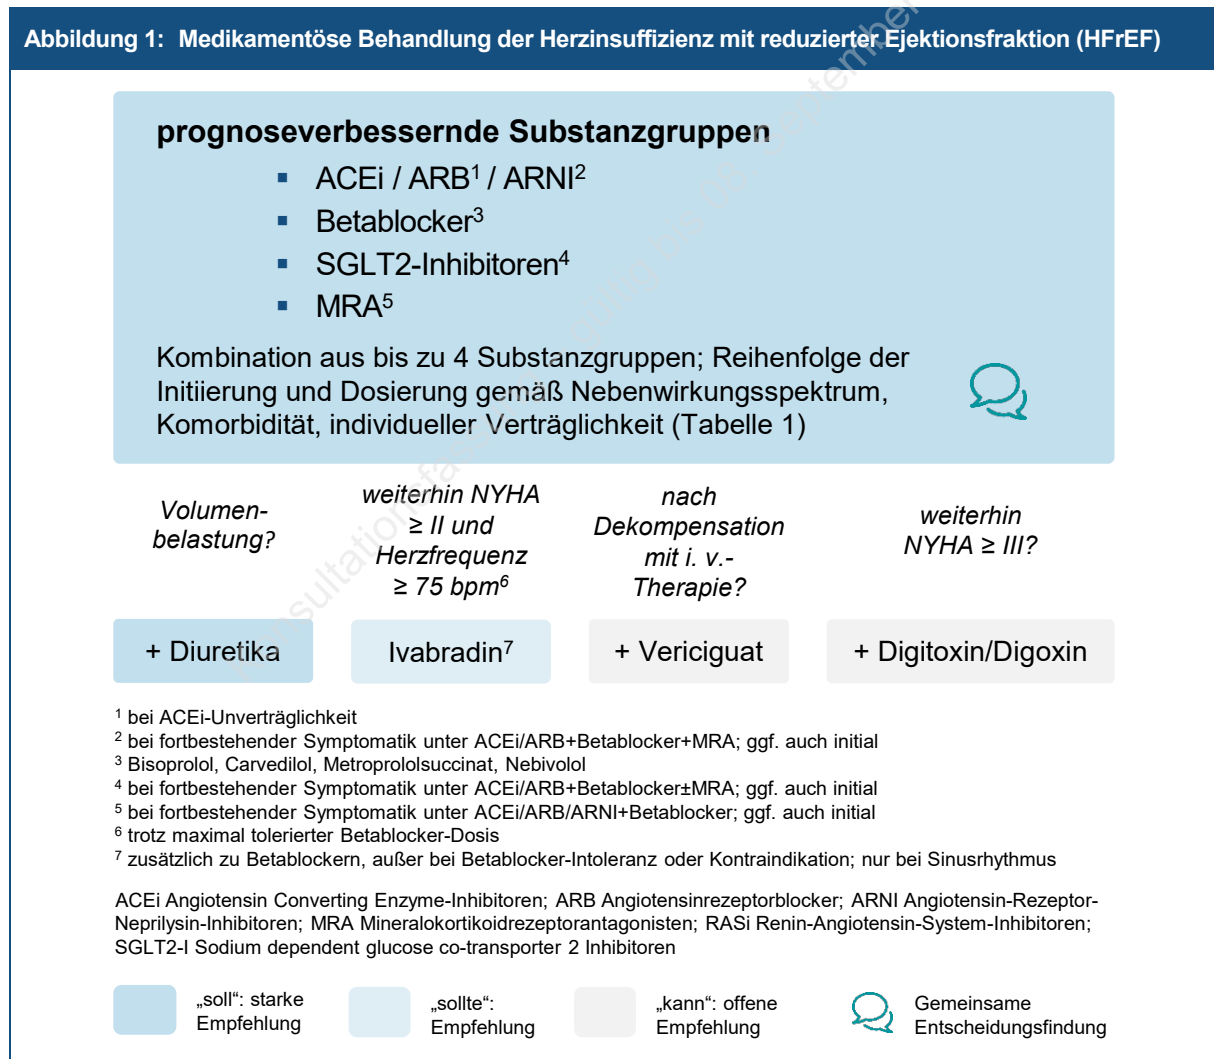 Abbildung 1: Medikamentöse Behandlung der Herzinsuffizienz mit reduzierter Ejektionsfraktion (HFrEF)
prognoseverbessernde Substanzgruppen
▪ ACEi / ARB¹ / ARNI²
▪ Betablocker³
▪ SGLT2-Inhibitoren⁴
▪ MRA⁵
Kombination aus bis zu 4 Substanzgruppen; Reihenfolge der
Initiierung und Dosierung gemäß Nebenwirkungsspektrum,
Komorbidität, individueller Verträglichkeit (Tabelle 1)
Volumen-
belastung?
weiterhin NYHA
≥ II und
Herzfrequenz
≥ 75 bpm⁶
nach
Dekompensation
mit i. v.-
Therapie?
weiterhin
NYHA ≥ III?
+ Diuretika
Ivabradin⁷
+ Vericiguat
+ Digitoxin/Digoxin
¹ bei ACEi-Unverträglichkeit
² bei fortbestehender Symptomatik unter ACEi/ARB+Betablocker+MRA; ggf. auch initial
³ Bisoprolol, Carvedilol, Metroprololsuccinat, Nebivolol
⁴ bei fortbestehender Symptomatik unter ACEi/ARB+Betablocker±MRA; ggf. auch initial
⁵ bei fortbestehender Symptomatik unter ACEi/ARB/ARNI+Betablocker; ggf. auch initial
⁶ trotz maximal tolerierter Betablocker-Dosis
⁷ zusätzlich zu Betablockern, außer bei Betablocker-Intoleranz oder Kontraindikation; nur bei Sinusrhythmus
ACEi Angiotensin Converting Enzyme-Inhibitoren; ARB Angiotensinrezeptorblocker; ARNI Angiotensin-Rezeptor-
Neprilysin-Inhibitoren; MRA Mineralokortikoidrezeptorantagonisten; RASi Renin-Angiotensin-System-Inhibitoren;
SGLT2-I Sodium dependent glucose co-transporter 2 Inhibitoren
„soll“: starke
Empfehlung
„sollte“:
Empfehlung
„kann“: offene
Empfehlung
Gemeinsame
Entscheidungsfindung